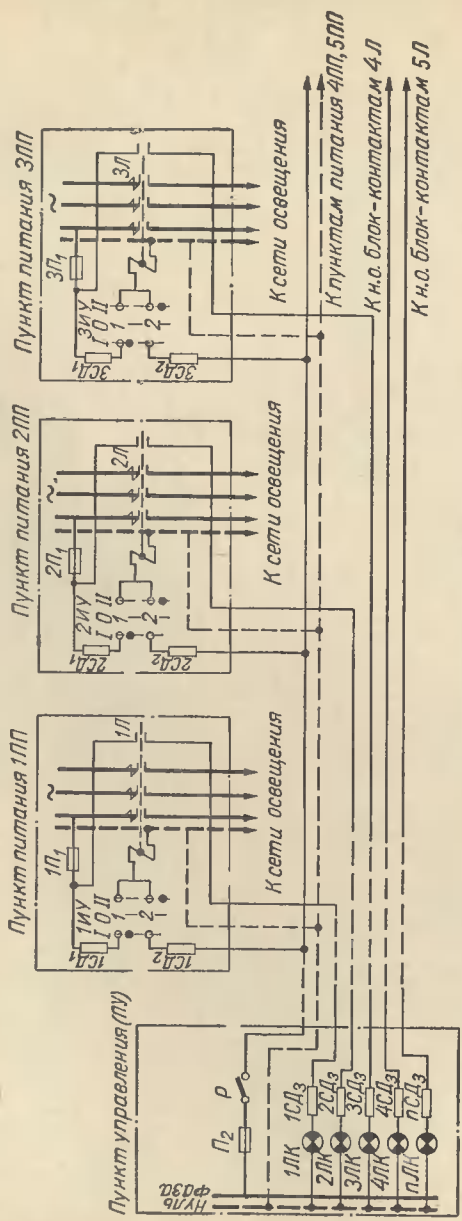 Пункт управления (ПУ)
НУЛЬ
ФАЗА
П₂
Р
1ЛК
1СД₃
2ЛК
2СД₃
3ЛК
3СД₃
4ЛК
4СД₃
nЛК
nСД₃
Пункт питания 1ПП
1П₁
~
1Л
1ИУ
I O II
1
2
1СД₁
1СД₂
К сети освещения
Пункт питания 2ПП
2П₁
~
2Л
2ИУ
I O II
1
2
2СД₁
2СД₂
К сети освещения
Пункт питания 3ПП
3П₁
~
3Л
3ИУ
I O II
1
2
3СД₁
3СД₂
К сети освещения
К пунктам питания 4ПП, 5ПП
К н.о. блок-контактам 4Л
К н.о. блок-контактам 5Л